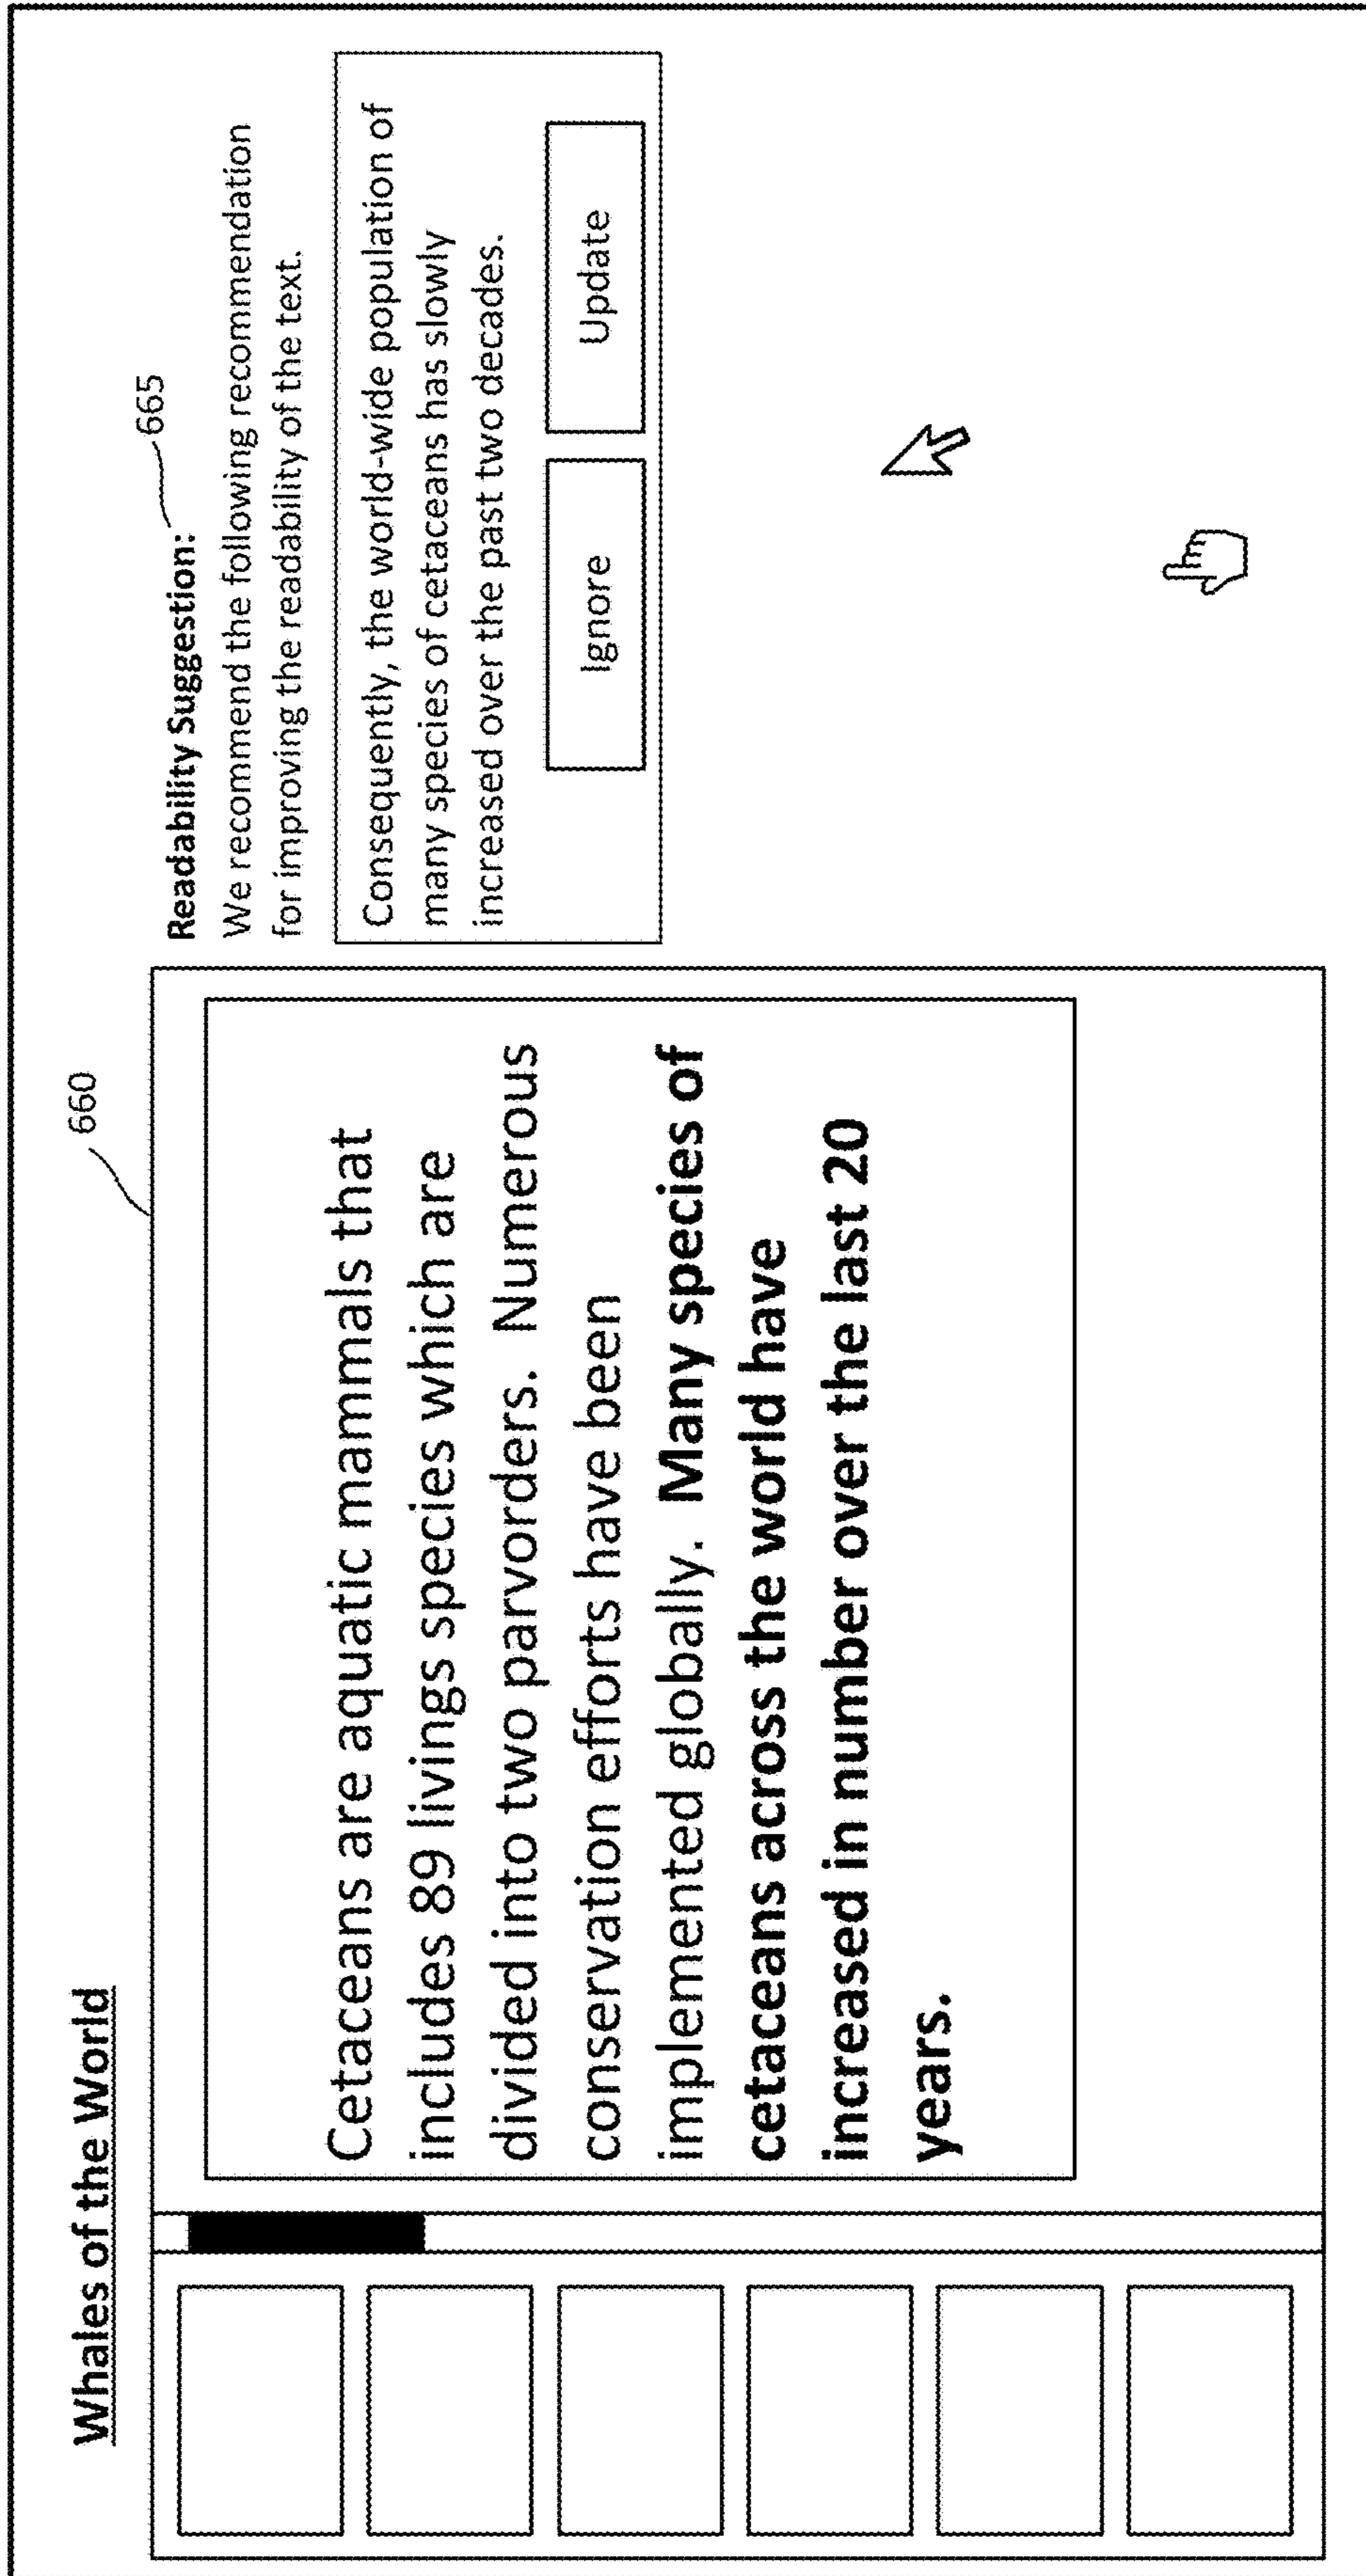 Whales of the World
660
Cetaceans are aquatic mammals that
includes 89 livings species which are
divided into two parvorders.  Numerous
conservation efforts have been
implemented globally.  Many species of
cetaceans across the world have
increased in number over the last 20
years.
Readability Suggestion:
665
We recommend the following recommendation
for improving the readability of the text.
Consequently, the world-wide population of
many species of cetaceans has slowly
increased over the past two decades.
Ignore
Update